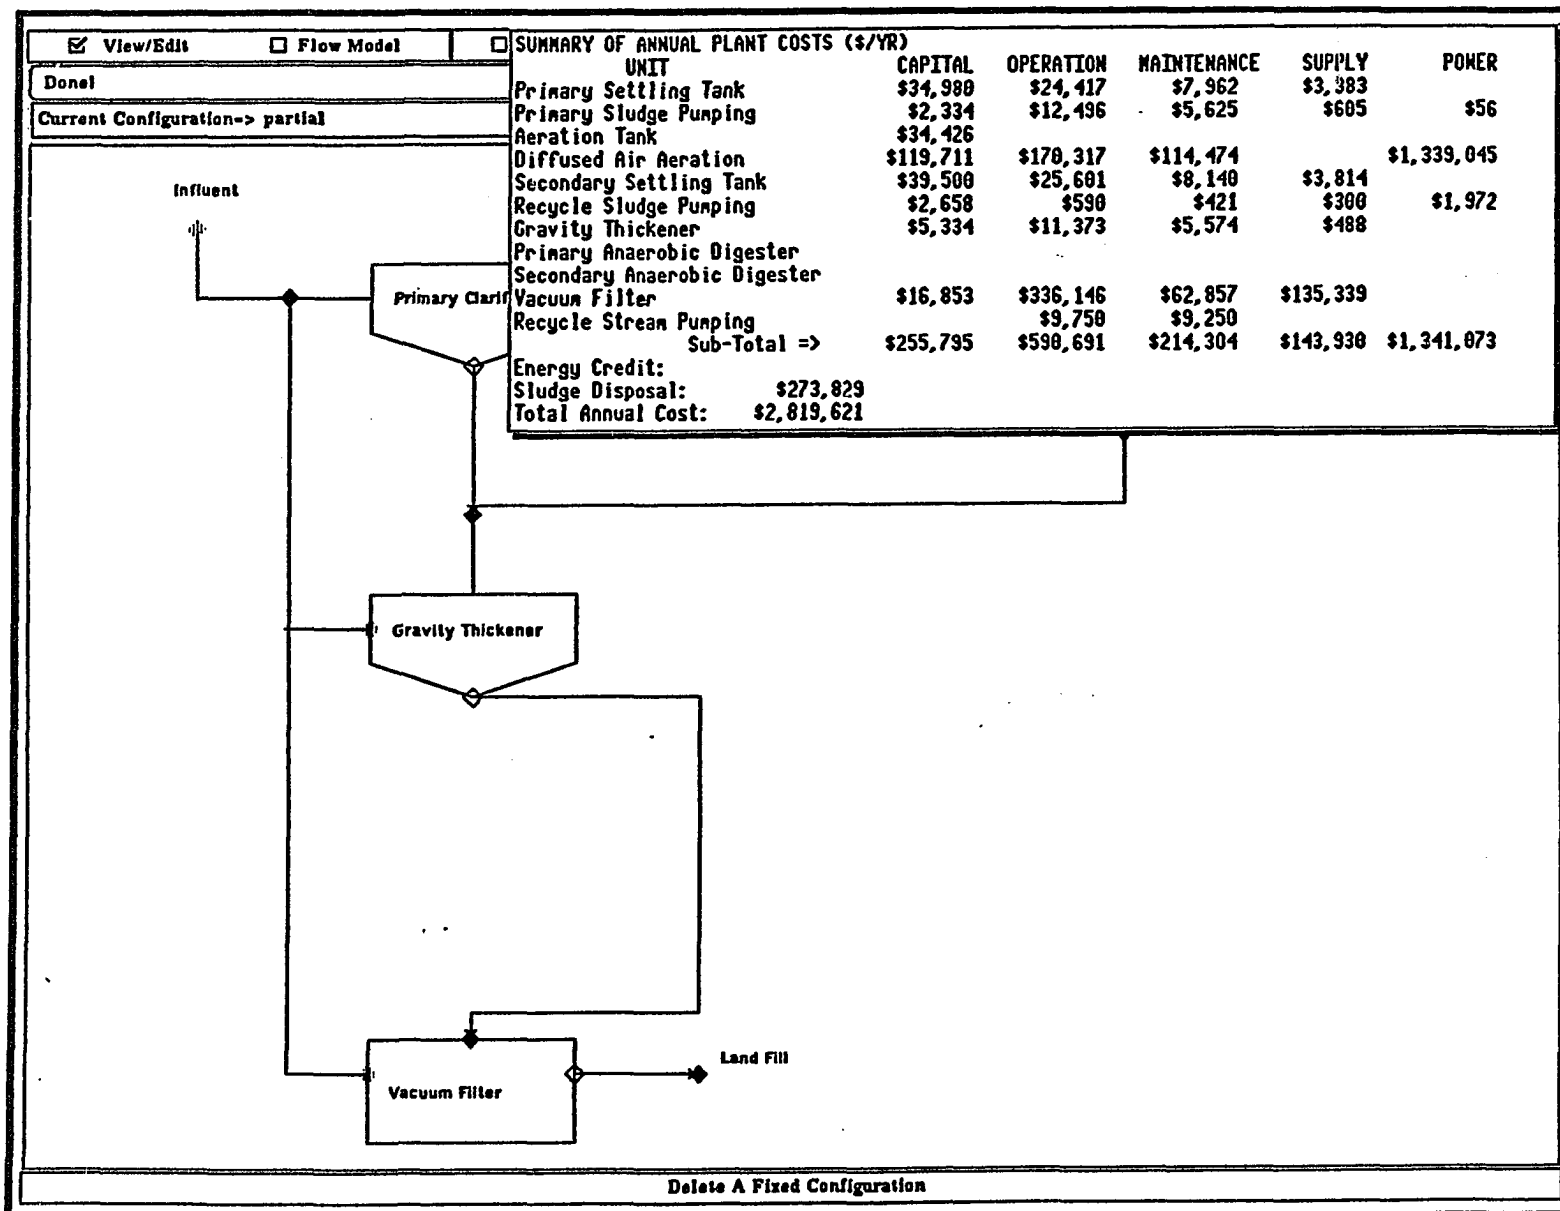 View/Edit
Flow Model
Done!
Current Configuration=> partial
SUMMARY OF ANNUAL PLANT COSTS ($/YR)
UNIT CAPITAL OPERATION MAINTENANCE SUPPLY POWER
Primary Settling Tank $34,980 $24,417 $7,962 $3,383
Primary Sludge Pumping $2,334 $12,496 $5,625 $605 $56
Aeration Tank $34,426
Diffused Air Aeration $119,711 $170,317 $114,474 $1,339,045
Secondary Settling Tank $39,500 $25,601 $8,140 $3,814
Recycle Sludge Pumping $2,658 $590 $421 $300 $1,972
Gravity Thickener $5,334 $11,373 $5,574 $488
Primary Anaerobic Digester
Secondary Anaerobic Digester
Vacuum Filter $16,853 $336,146 $62,857 $135,339
Recycle Stream Pumping $9,750 $9,250
Sub-Total => $255,795 $590,691 $214,304 $143,930 $1,341,073
Energy Credit:
Sludge Disposal: $273,829
Total Annual Cost: $2,819,621
Influent
Primary Clarif
Gravity Thickener
Land Fill
Vacuum Filter
Delete A Fixed Configuration